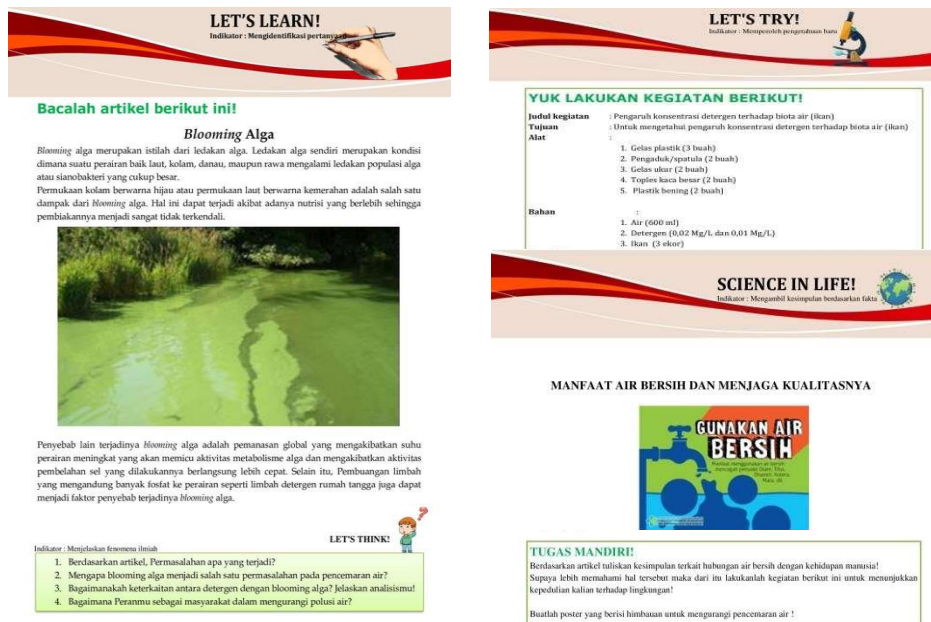 LET'S LEARN!
Indikator : Mengidentifikasi pertanyaan
Bacalah artikel berikut ini!
Blooming Alga
Blooming alga merupakan istilah dari ledakan alga. Ledakan alga sendiri merupakan kondisi
dimana suatu perairan baik laut, kolam, danau, maupun rawa mengalami ledakan populasi alga
atau sianobakteri yang cukup besar.
Permukaan kolam berwarna hijau atau permukaan laut berwarna kemerahan adalah salah satu
dampak dari blooming alga. Hal ini dapat terjadi akibat adanya nutrisi yang berlebih sehingga
pembiakannya menjadi sangat tidak terkendali.
Penyebab lain terjadinya blooming alga adalah pemanasan global yang mengakibatkan suhu
perairan meningkat yang akan memicu aktivitas metabolisme alga dan mengakibatkan aktivitas
pembelahan sel yang dilakukannya berlangsung lebih cepat. Selain itu, Pembuangan limbah
yang mengandung banyak fosfat ke perairan seperti limbah detergen rumah tangga juga dapat
menjadi faktor penyebab terjadinya blooming alga.
LET'S THINK!
Indikator : Menjelaskan fenomena ilmiah
1. Berdasarkan artikel, Permasalahan apa yang terjadi?
2. Mengapa blooming alga menjadi salah satu permasalahan pada pencemaran air?
3. Bagaimanakah keterkaitan antara detergen dengan blooming alga? Jelaskan analisismu!
4. Bagaimana Peranmu sebagai masyarakat dalam mengurangi polusi air?
LET'S TRY!
Indikator : Memperoleh pengetahuan baru
YUK LAKUKAN KEGIATAN BERIKUT!
Judul kegiatan : Pengaruh konsentrasi detergen terhadap biota air (ikan)
Tujuan : Untuk mengetahui pengaruh konsentrasi detergen terhadap biota air (ikan)
Alat :
1. Gelas plastik (3 buah)
2. Pengaduk/spatula (2 buah)
3. Gelas ukur (2 buah)
4. Toples kaca besar (2 buah)
5. Plastik bening (2 buah)
Bahan :
1. Air (600 ml)
2. Detergen (0,02 Mg/L dan 0,01 Mg/L)
3. Ikan (3 ekor)
SCIENCE IN LIFE!
Indikator : Mengambil kesimpulan berdasarkan fakta
MANFAAT AIR BERSIH DAN MENJAGA KUALITASNYA
GUNAKAN AIR
BERSIH
Manfaat menggunakan air bersih
mencegah penyakit Diare,
TUGAS MANDIRI!
Berdasarkan artikel tuliskan kesimpulan terkait hubungan air bersih dengan kehidupan manusia!
Supaya lebih memahami hal tersebut maka dari itu lakukanlah kegiatan berikut ini untuk menunjukkan
kepedulian kalian terhadap lingkungan!
Buatlah poster yang berisi himbauan untuk mengurangi pencemaran air !